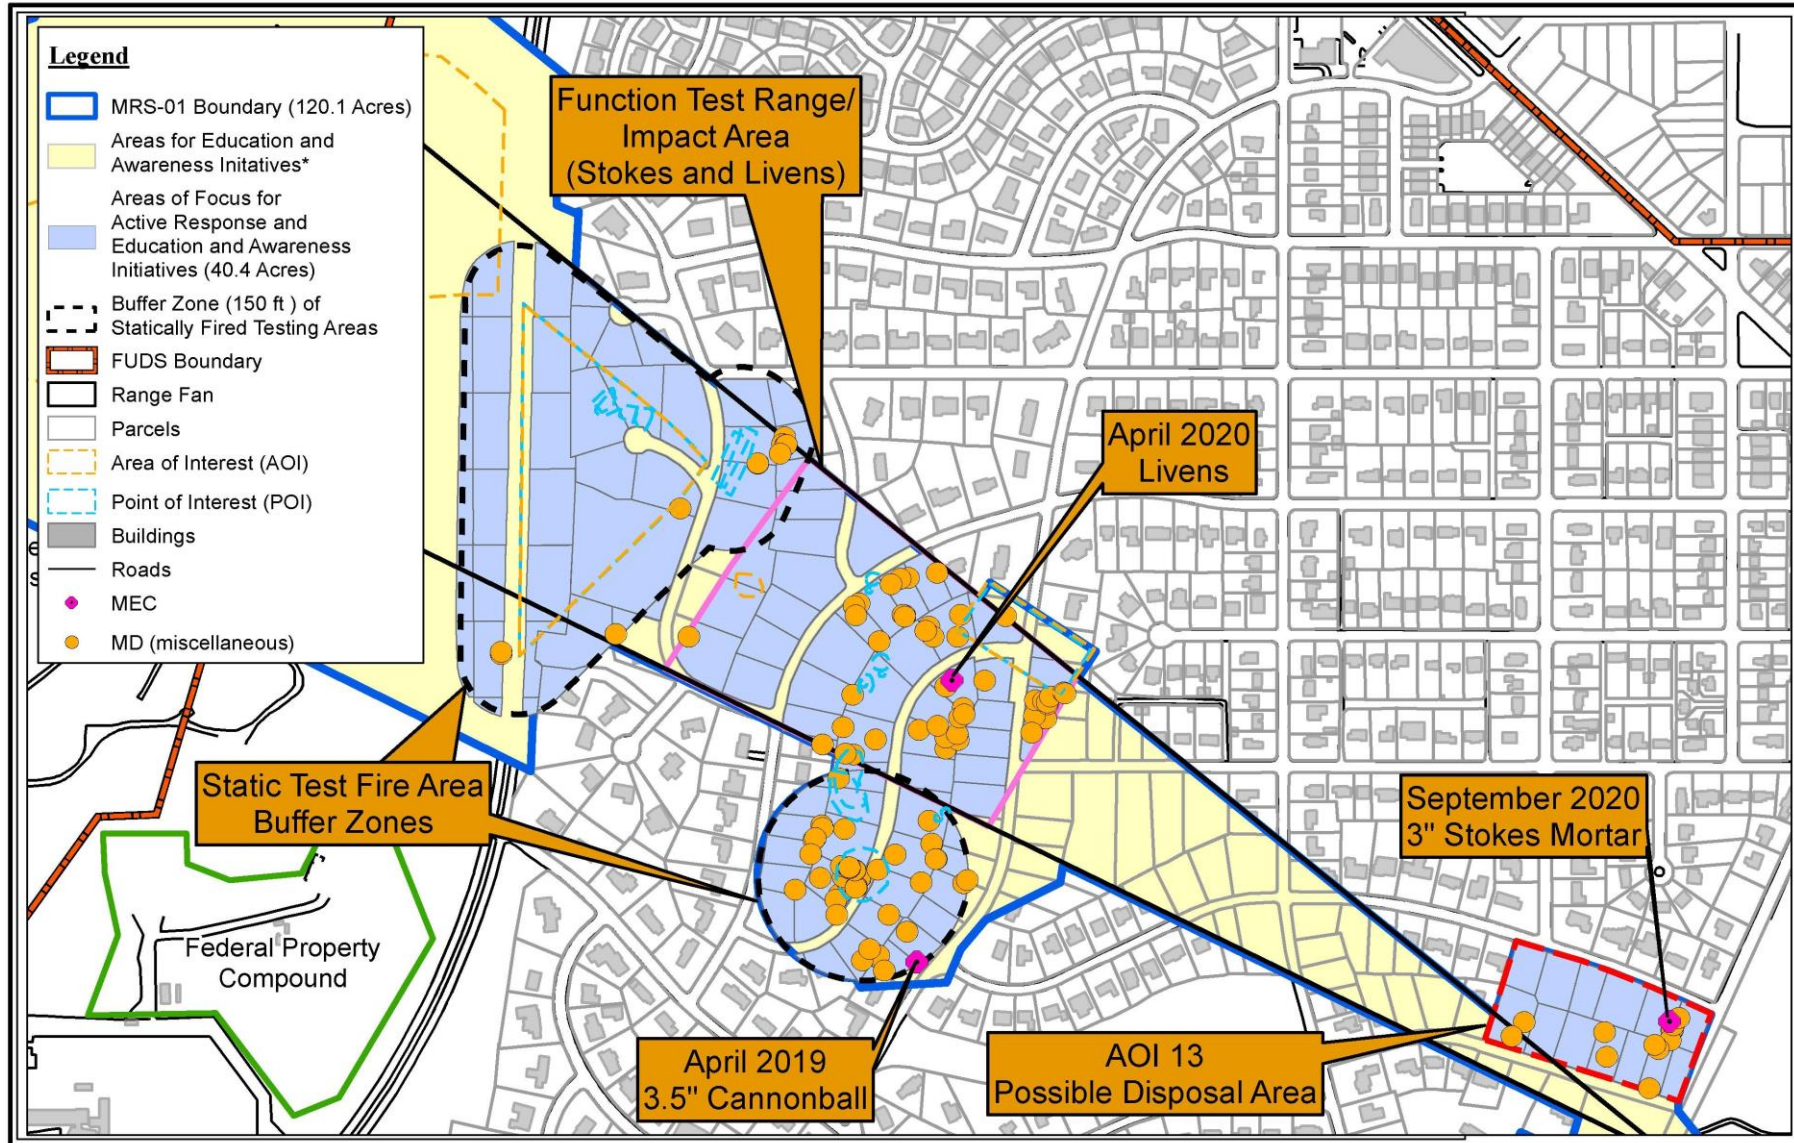 Legend
MRS-01 Boundary (120.1 Acres)
Areas for Education and
Awareness Initatives*
Areas of Focus for
Active Response and
Education and Awareness
Initiatives (40.4 Acres)
Buffer Zone (150 ft ) of
Statically Fired Testing Areas
FUDS Boundary
Range Fan
Parcels
Area of Interest (AOI)
Point of Interest (POI)
Buildings
Roads
MEC
MD (miscellaneous)
Function Test Range/
Impact Area
(Stokes and Livens)
April 2020
Livens
Static Test Fire Area
Buffer Zones
September 2020
3" Stokes Mortar
Federal Property
Compound
April 2019
3.5" Cannonball
AOI 13
Possible Disposal Area